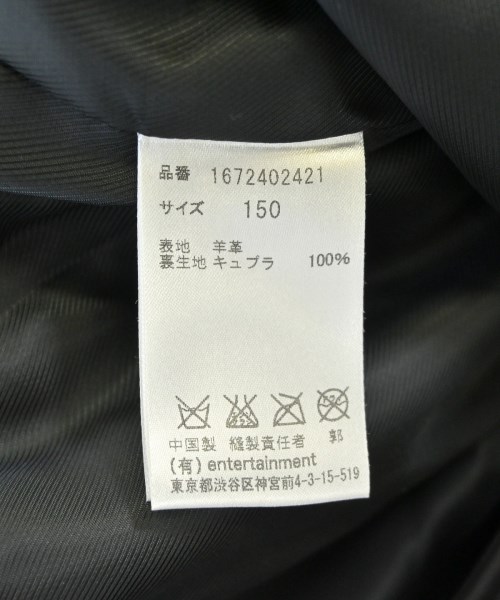 品番 1672402421
サイズ 150
表地 羊革
裏生地 キュプラ 100%
中国製 縫製責任者 郭
(有) entertainment
東京都渋谷区神宮前4-3-15-519